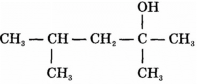 OH
CH₃ — CH — CH₂ — C — CH₃
CH₃ CH₃